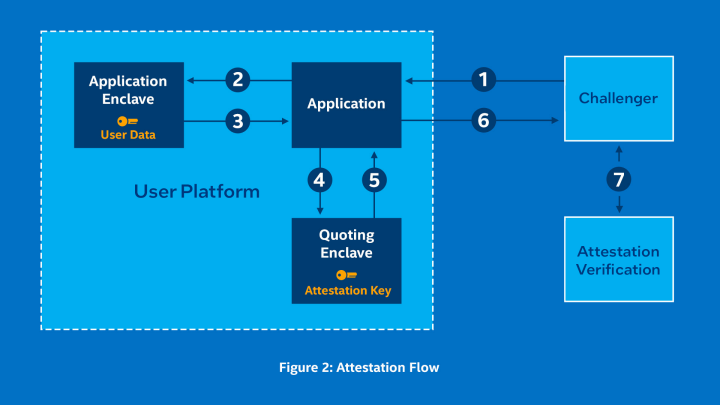 Application
Enclave
User Data
2
3
Application
1
6
Challenger
4
5
7
User Platform
Quoting
Enclave
Attestation Key
Attestation
Verification
Figure 2: Attestation Flow